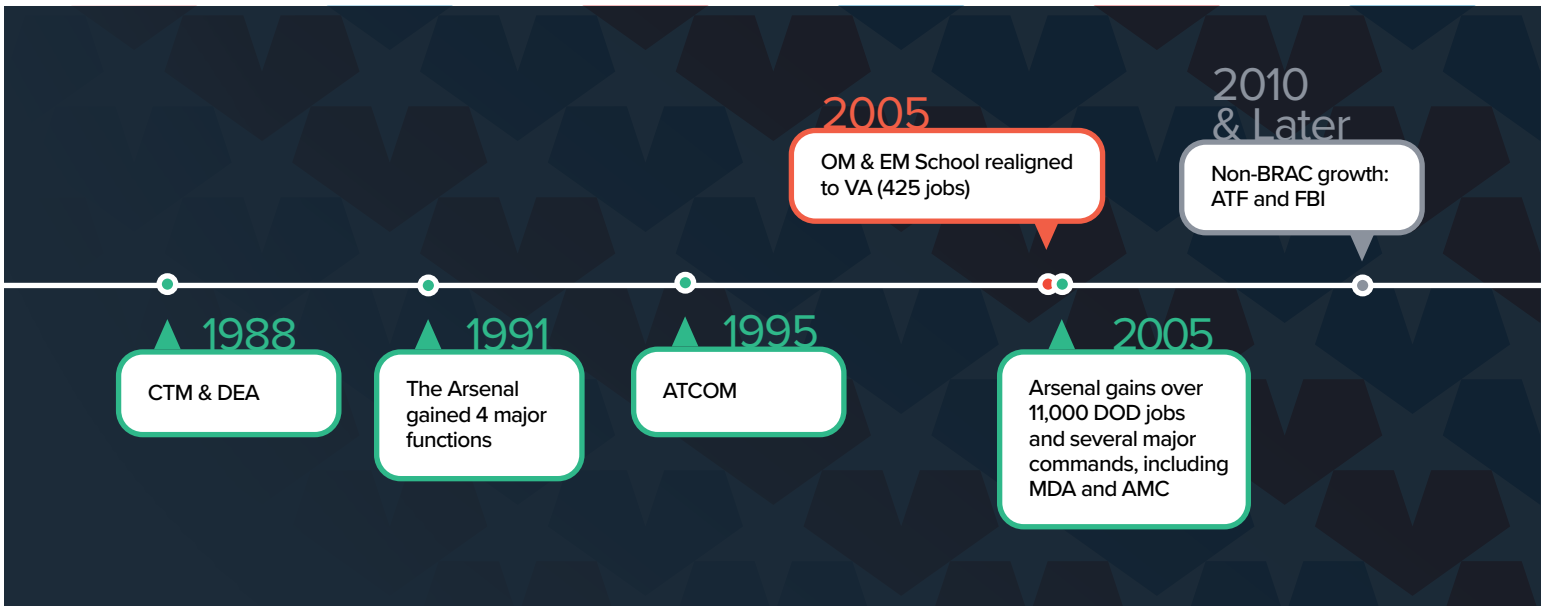 1988
CTM & DEA
1991
The Arsenal
gained 4 major
functions
1995
ATCOM
2005
OM & EM School realigned
to VA (425 jobs)
2005
Arsenal gains over
11,000 DOD jobs
and several major
commands, including
MDA and AMC
2010
& Later
Non-BRAC growth:
ATF and FBI